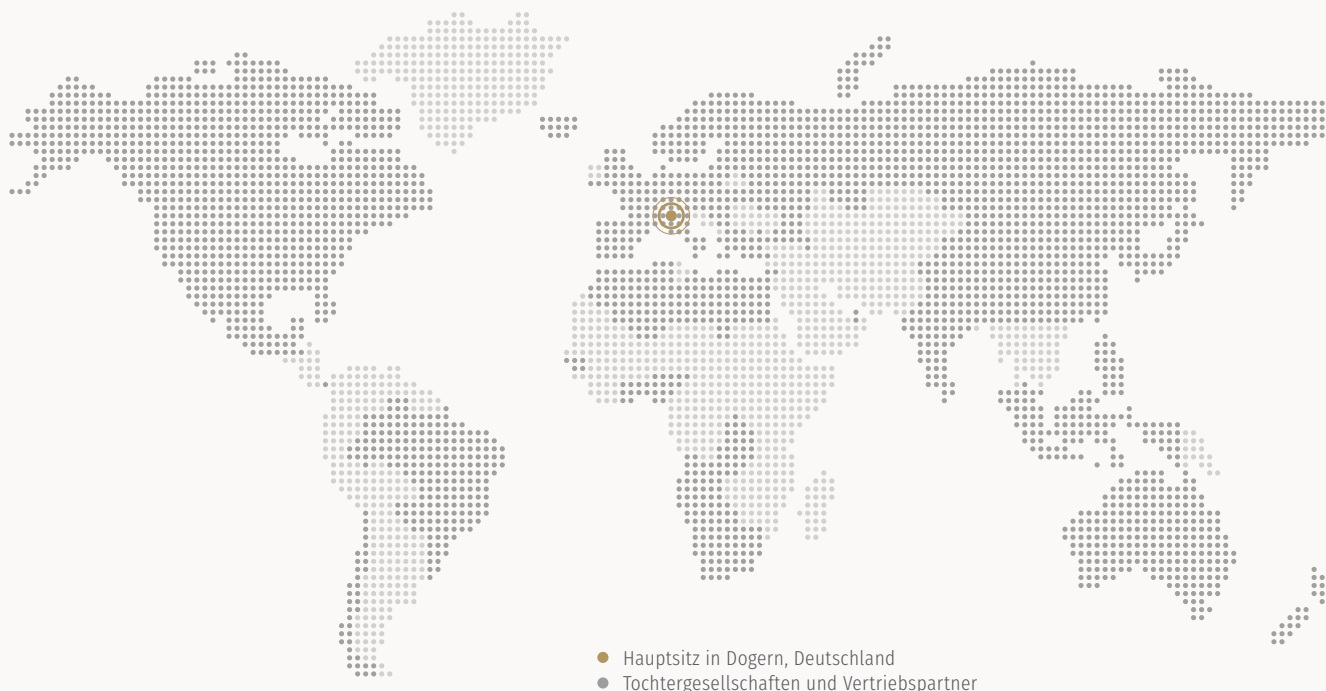 Hauptsitz in Dogern, Deutschland
Tochtergesellschaften und Vertriebspartner